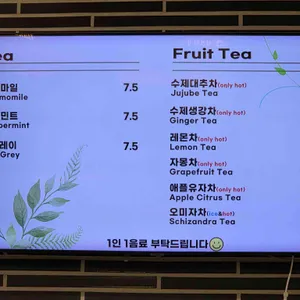 ea
마일 7.5
momile
민트 7.5
permint
레이 7.5
Grey
Fruit Tea
수제대추차(only hot)
Jujube Tea
수제생강차(only hot)
Ginger Tea
레몬차(only hot)
Lemon Tea
자몽차(only hot)
Grapefruit Tea
애플유자차(only hot)
Apple Citrus Tea
오미자차(ice&hot)
Schizandra Tea
1인 1음료 부탁드립니다